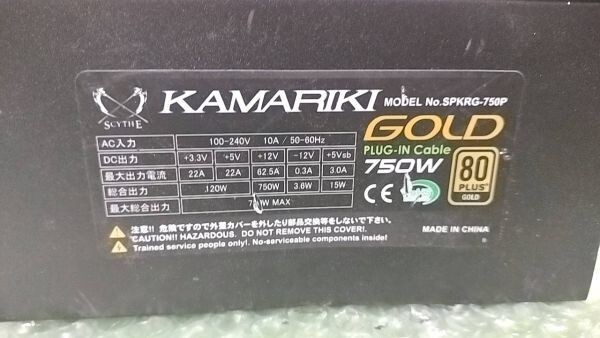 SCYTHE
KAMARIKI MODEL No.SPKRG-750P
GOLD
PLUG-IN Cable
750W
80
PLUS
GOLD
CE
AC入力 100-240V 10A / 50-60Hz
DC出力 +3.3V +5V +12V -12V +5Vsb
最大出力電流 22A 22A 62.5A 0.3A 3.0A
総合出力 120W 750W 3.6W 15W
最大総合出力 MAX
注意!! 危険ですので外蓋カバーを外したり部品交換等をしないで下さい。
CAUTION!! HAZARDOUS. DO NOT REMOVE THIS COVER!.
Trained service people only!. No-serviceable components inside!
MADE IN CHINA